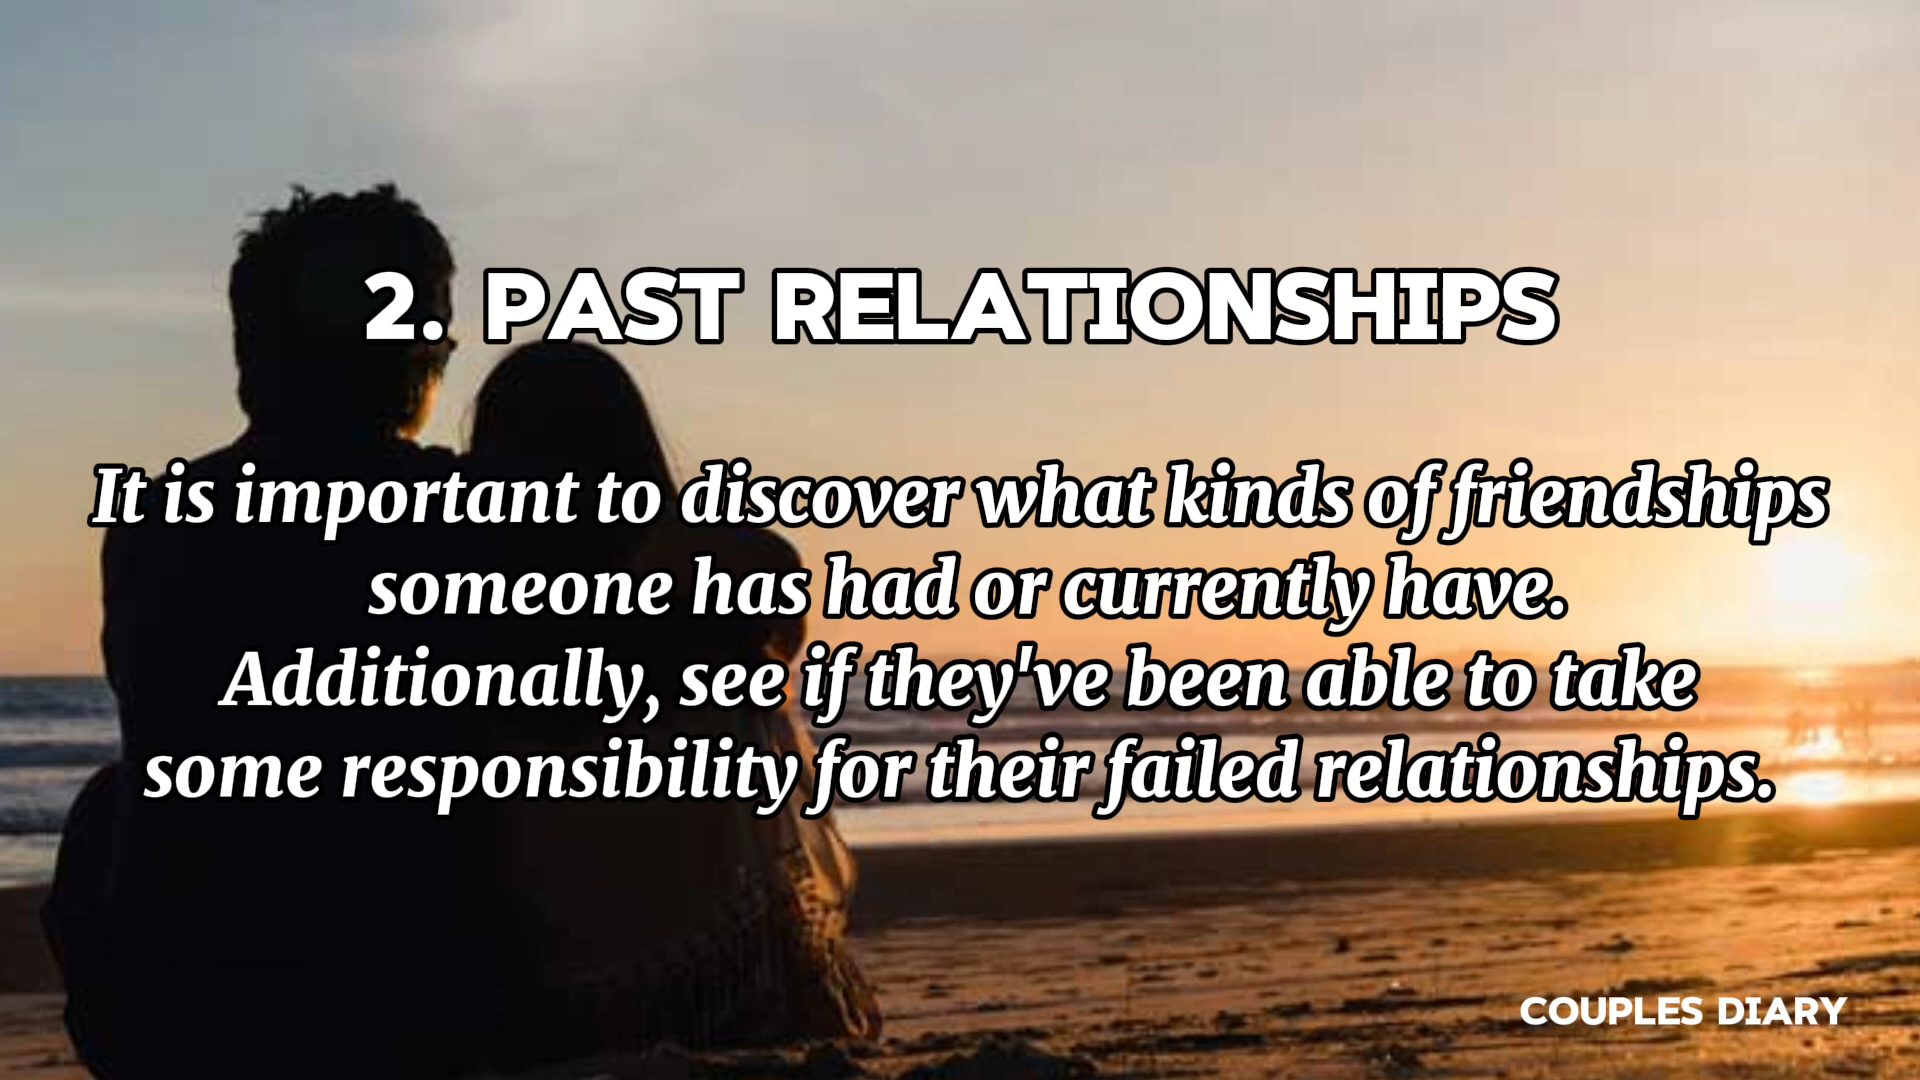 2. PAST RELATIONSHIPS
It is important to discover what kinds of friendships
someone has had or currently have.
Additionally, see if they've been able to take
some responsibility for their failed relationships.
COUPLES DIARY